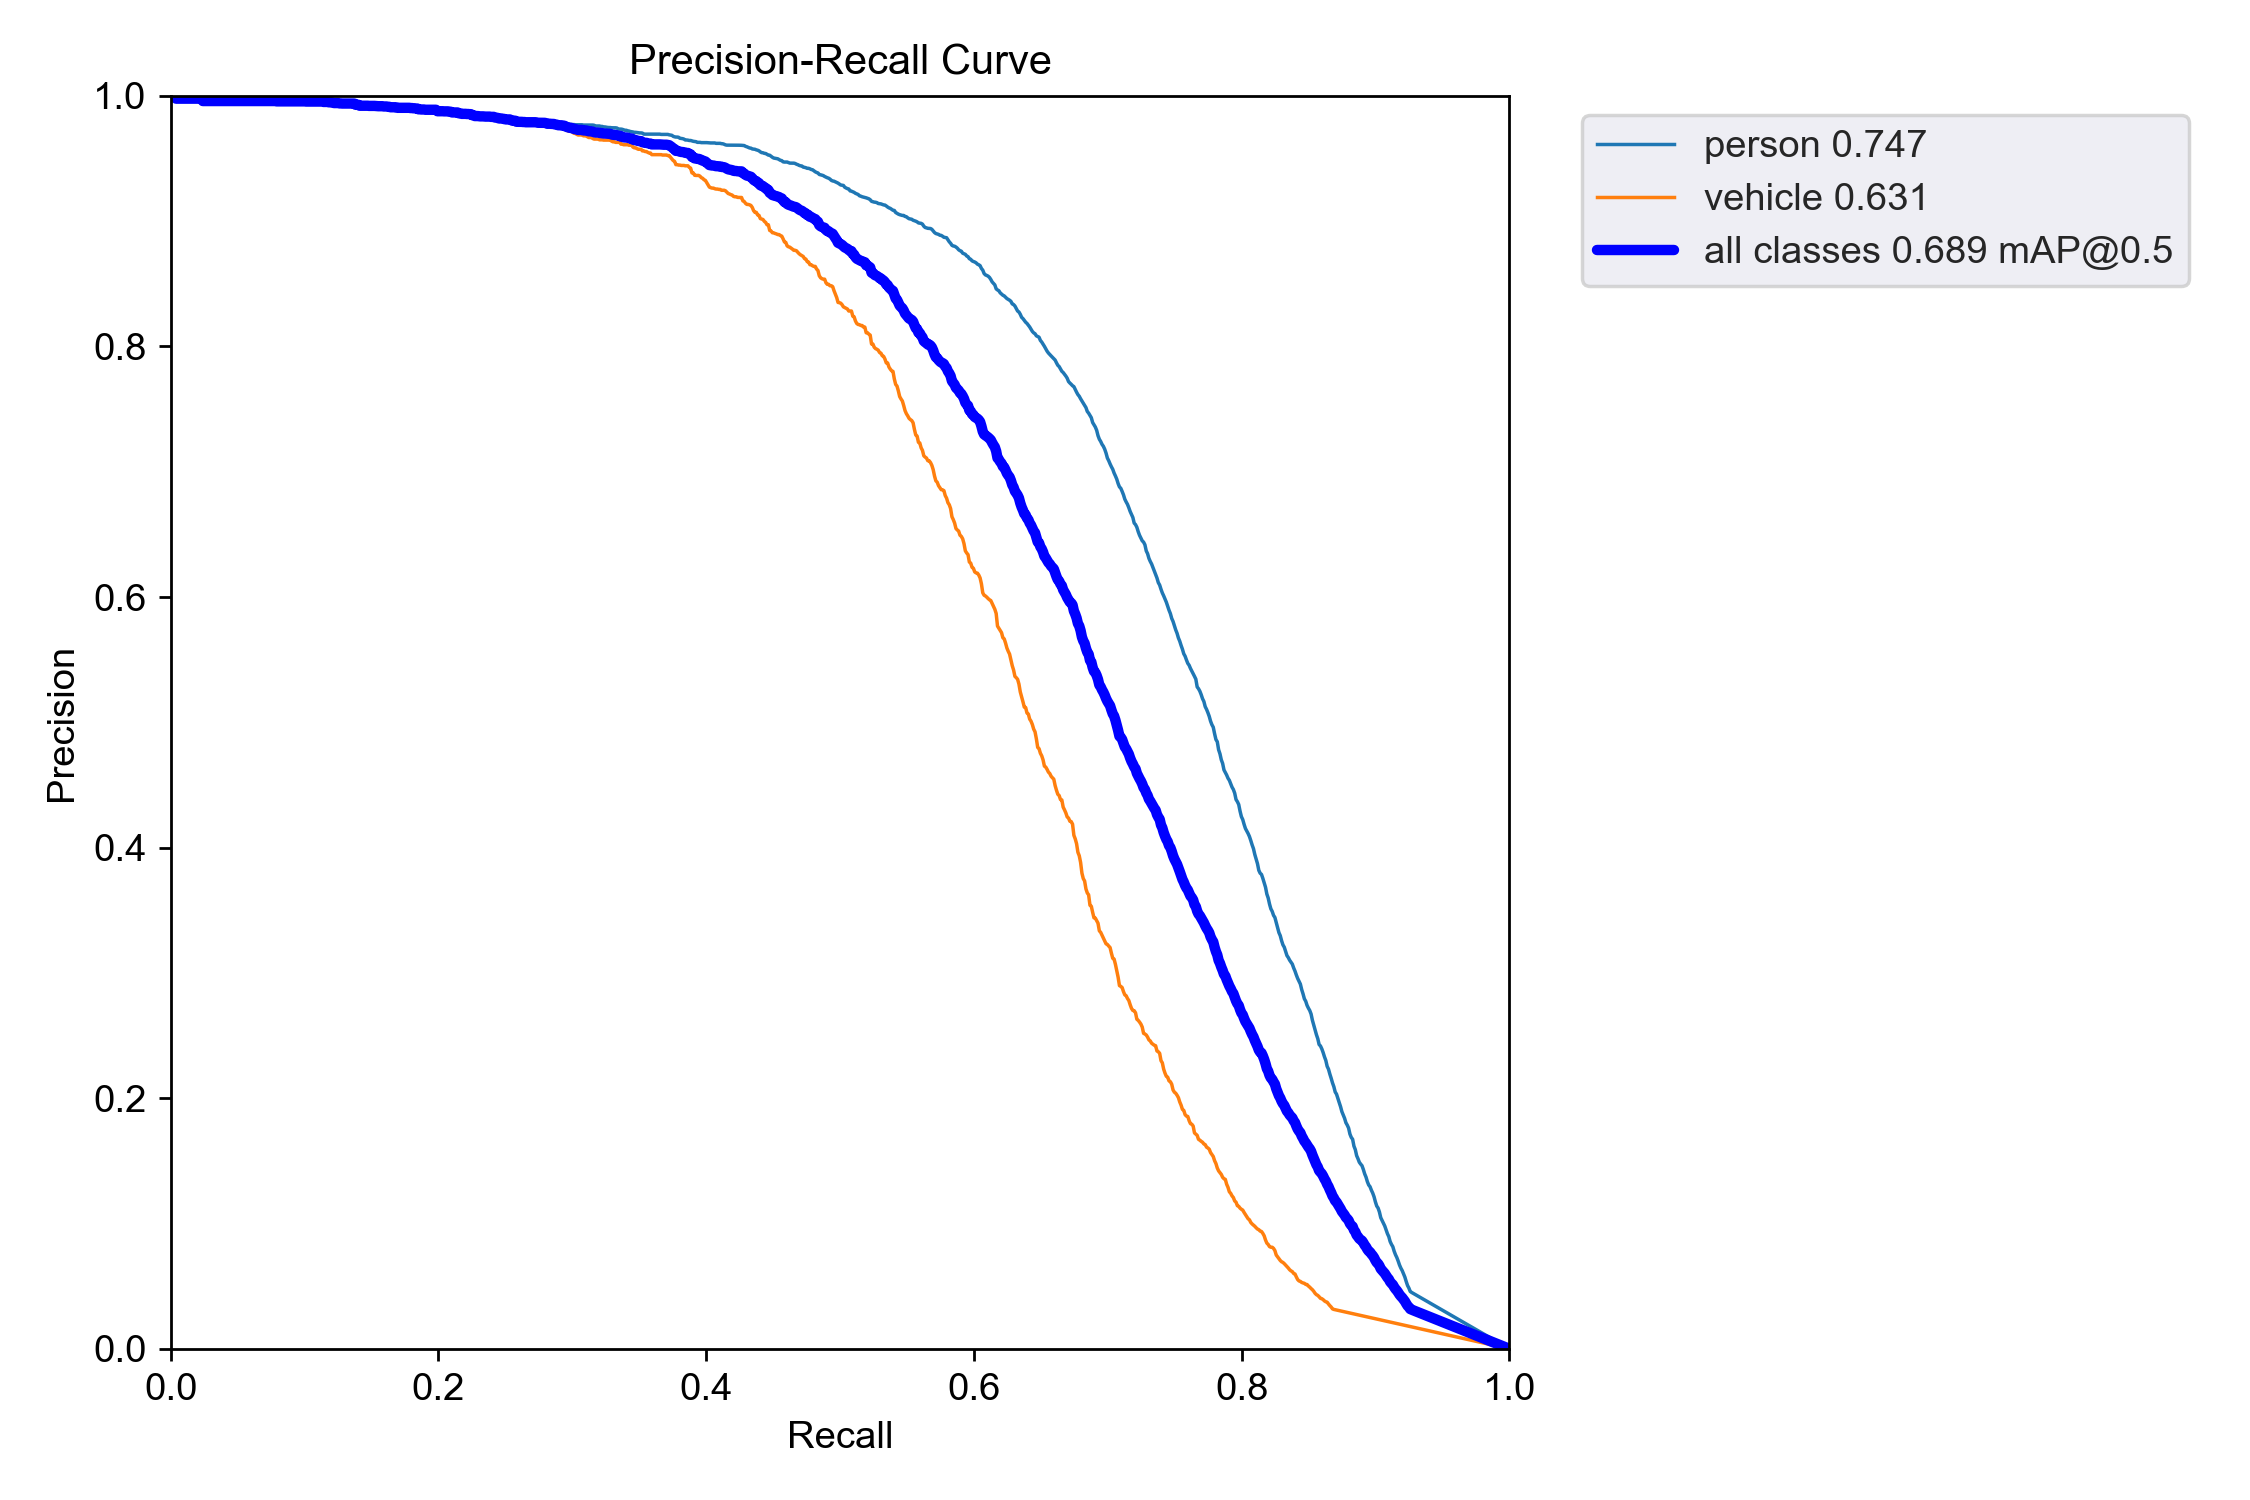 Precision-Recall Curve
person 0.747
vehicle 0.631
all classes 0.689 mAP@0.5
1.0
0.8
0.6
0.4
0.2
0.0
Precision
0.0 0.2 0.4 0.6 0.8 1.0
Recall